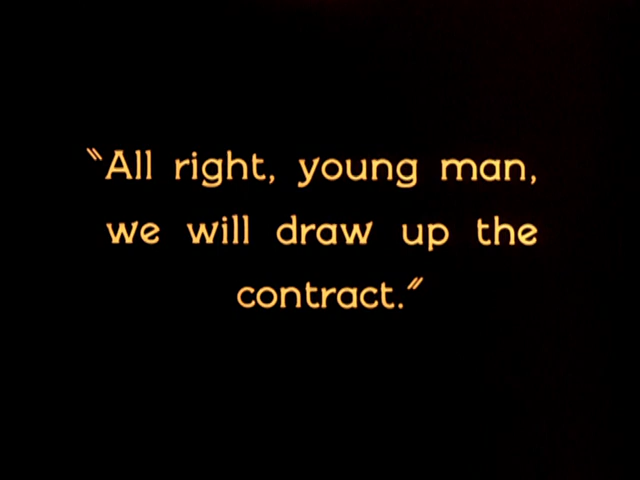 "All right, young man,
we will draw up the
contract."